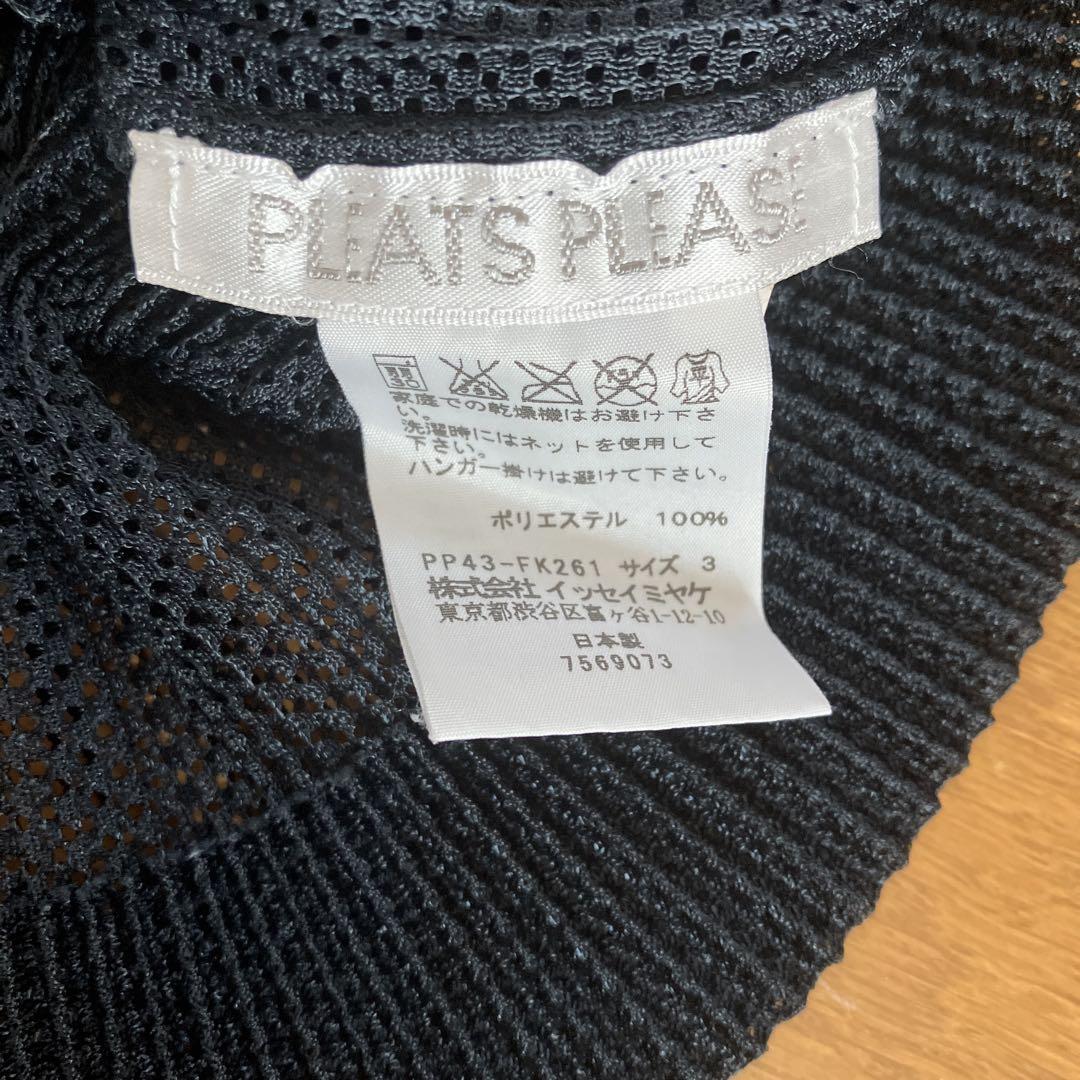 PLEATS PLEASE
家庭での乾燥機はお避け下さ
い。
洗濯時にはネットを使用して
下さい。
ハンガー掛けは避けて下さい。
ポリエステル 100%
PP43-FK261 サイズ 3
株式会社 イッセイミヤケ
東京都渋谷区富ヶ谷1-12-10
日本製
7569073